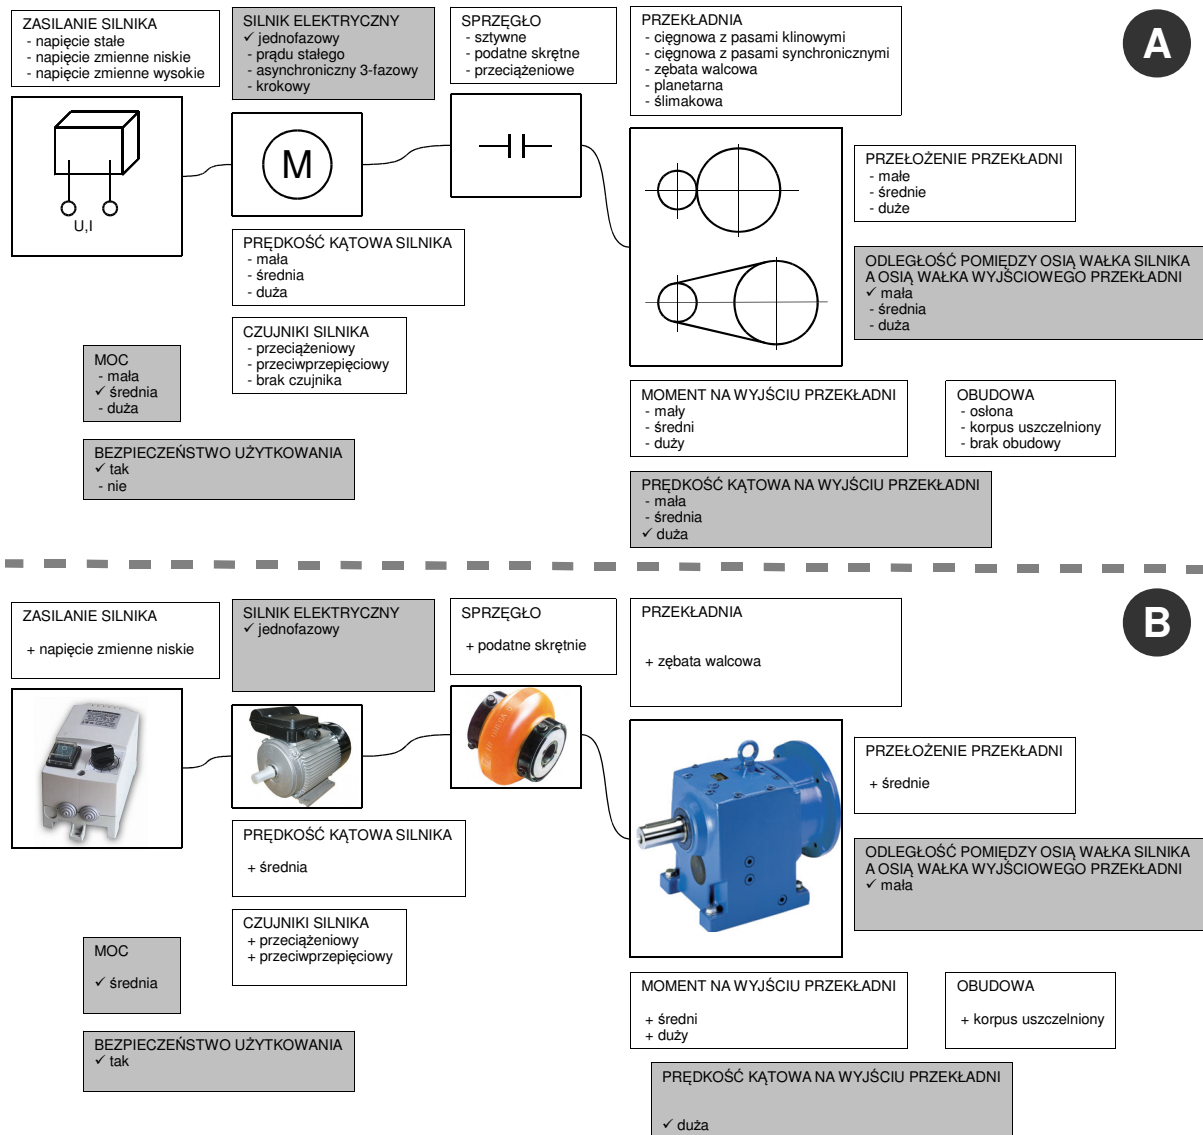 ZASILANIE SILNIKA
- napięcie stałe
- napięcie zmienne niskie
- napięcie zmienne wysokie
SILNIK ELEKTRYCZNY
✓ jednofazowy
- prądu stałego
- asynchroniczny 3-fazowy
- krokowy
SPRZĘGŁO
- sztywne
- podatne skrętne
- przeciążeniowe
PRZEKŁADNIA
- cięgnowa z pasami klinowymi
- cięgnowa z pasami synchronicznymi
- zębata walcowa
- planetarna
- ślimakowa
A
U,I
M
PRZEŁOŻENIE PRZEKŁADNI
- małe
- średnie
- duże
PRĘDKOŚĆ KĄTOWA SILNIKA
- mała
- średnia
- duża
ODLEGŁOŚĆ POMIĘDZY OSIĄ WAŁKA SILNIKA
A OSIĄ WAŁKA WYJŚCIOWEGO PRZEKŁADNI
✓ mała
- średnia
- duża
CZUJNIKI SILNIKA
- przeciążeniowy
- przeciwprzepięciowy
- brak czujnika
MOC
- mała
✓ średnia
- duża
MOMENT NA WYJŚCIU PRZEKŁADNI
- mały
- średni
- duży
OBUDOWA
- osłona
- korpus uszczelniony
- brak obudowy
BEZPIECZEŃSTWO UŻYTKOWANIA
✓ tak
- nie
PRĘDKOŚĆ KĄTOWA NA WYJŚCIU PRZEKŁADNI
- mała
- średnia
✓ duża
ZASILANIE SILNIKA
+ napięcie zmienne niskie
SILNIK ELEKTRYCZNY
✓ jednofazowy
SPRZĘGŁO
+ podatne skrętnie
PRZEKŁADNIA
+ zębata walcowa
B
PRZEŁOŻENIE PRZEKŁADNI
+ średnie
PRĘDKOŚĆ KĄTOWA SILNIKA
+ średnia
ODLEGŁOŚĆ POMIĘDZY OSIĄ WAŁKA SILNIKA
A OSIĄ WAŁKA WYJŚCIOWEGO PRZEKŁADNI
✓ mała
CZUJNIKI SILNIKA
+ przeciążeniowy
+ przeciwprzepięciowy
MOC
✓ średnia
MOMENT NA WYJŚCIU PRZEKŁADNI
+ średni
+ duży
OBUDOWA
+ korpus uszczelniony
BEZPIECZEŃSTWO UŻYTKOWANIA
✓ tak
PRĘDKOŚĆ KĄTOWA NA WYJŚCIU PRZEKŁADNI
✓ duża